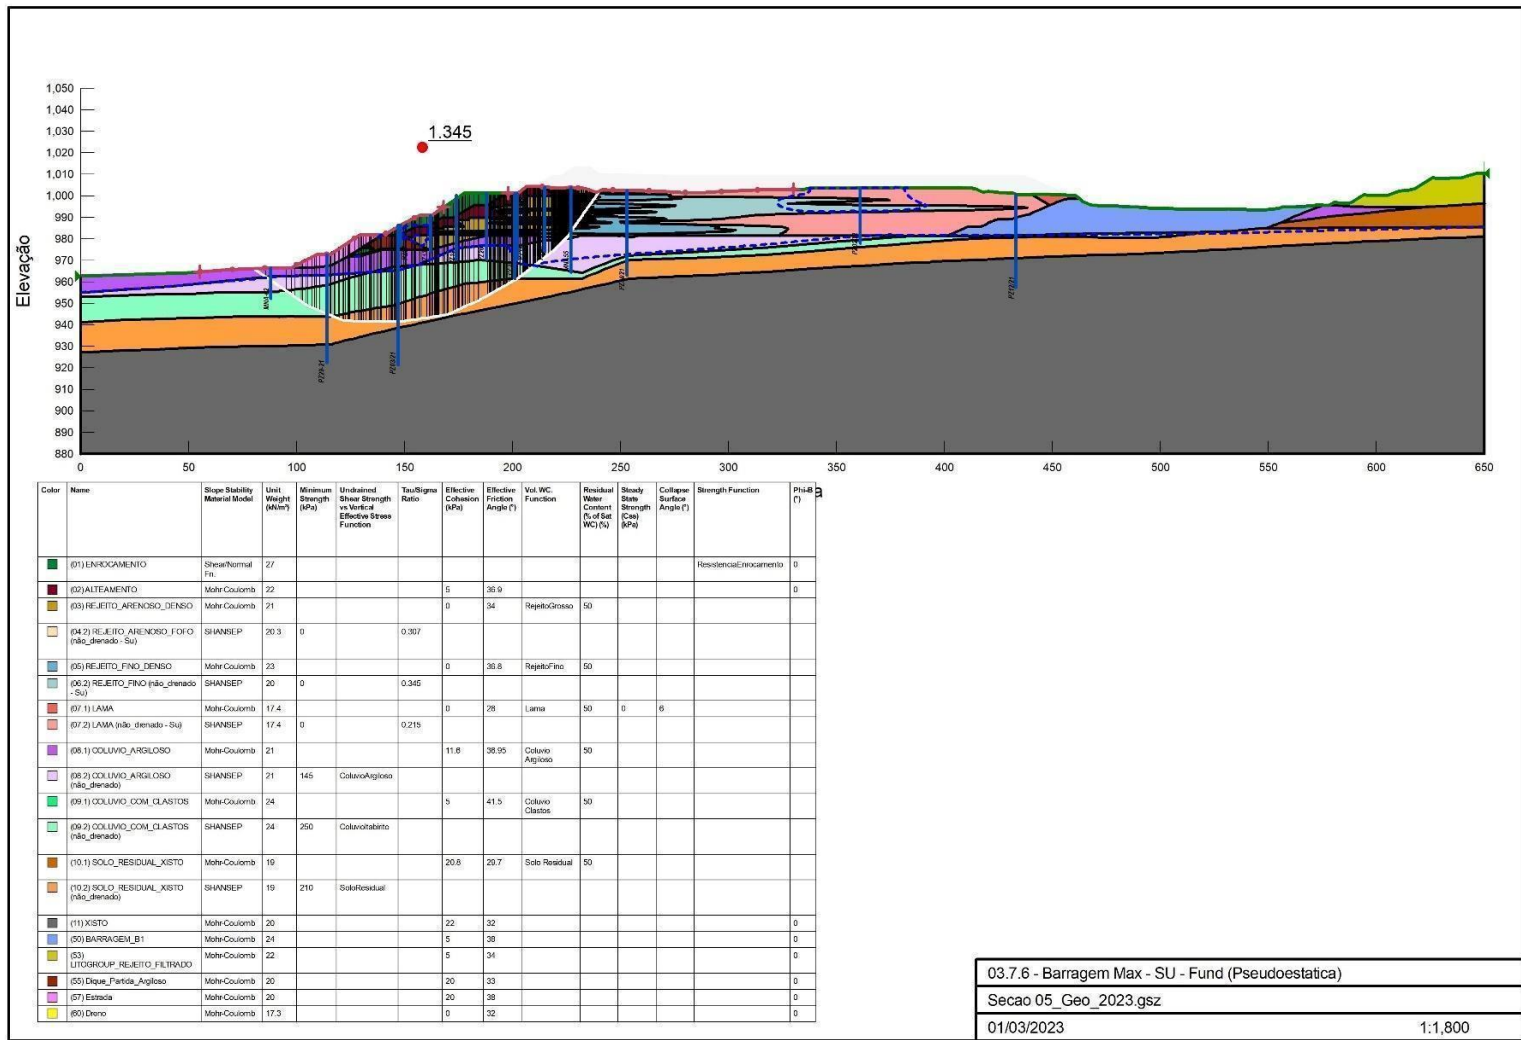 1.345
Elevação
1,050
1,040
1,030
1,020
1,010
1,000
990
980
970
960
950
940
930
920
910
900
890
880
0 50 100 150 200 250 300 350 400 450 500 550 600 650
a
PZ39-21
PZ12/21
Color Name Slope Stability Material Model Unit Weight (kN/m³) Minimum Strength (kPa) Undrained Shear Strength vs Vertical Effective Stress Function Tau/Sigma Ratio Effective Cohesion (kPa) Effective Friction Angle (°) Vol. WC. Function Residual Water Content (% of Sat WC) (%) Steady State Strength (Css) (kPa) Collapse Surface Angle (°) Strength Function Phi-B (°)
(01) ENROCAMENTO Shear/Normal Fn. 27 ResistenciaEnrocamento 0
(02) ALTEAMENTO Mohr-Coulomb 22 5 36.9 0
(03) REJEITO_ARENOSO_DENSO Mohr-Coulomb 21 0 34 RejeitoGrosso 50
(04.2) REJEITO_ARENOSO_FOFO (não_drenado - Su) SHANSEP 20.3 0 0.307
(05) REJEITO_FINO_DENSO Mohr-Coulomb 23 0 36.8 RejeitoFino 50
(06.2) REJEITO_FINO (não_drenado - Su) SHANSEP 20 0 0.345
(07.1) LAMA Mohr-Coulomb 17.4 0 28 Lama 50 0 6
(07.2) LAMA (não_drenado - Su) SHANSEP 17.4 0 0.215
(08.1) COLUVIO_ARGILOSO Mohr-Coulomb 21 11.8 38.95 Coluvio Argiloso 50
(08.2) COLUVIO_ARGILOSO (não_drenado) SHANSEP 21 145 ColuvioArgiloso
(09.1) COLUVIO_COM_CLASTOS Mohr-Coulomb 24 5 41.5 Coluvio Clastos 50
(09.2) COLUVIO_COM_CLASTOS (não_drenado) SHANSEP 24 250 ColuvioItabirito
(10.1) SOLO_RESIDUAL_XISTO Mohr-Coulomb 19 20.8 29.7 Solo Residual 50
(10.2) SOLO_RESIDUAL_XISTO (não_drenado) SHANSEP 19 210 SoloResidual
(11) XISTO Mohr-Coulomb 20 22 32 0
(50) BARRAGEM_B1 Mohr-Coulomb 24 5 38 0
(53) LITOGROUP_REJEITO_FILTRADO Mohr-Coulomb 22 5 34 0
(55) Dique_Partida_Argiloso Mohr-Coulomb 20 20 33 0
(57) Estrada Mohr-Coulomb 20 20 38 0
(60) Dreno Mohr-Coulomb 17.3 0 32 0
03.7.6 - Barragem Max - SU - Fund (Pseudoestatica)
Secao 05_Geo_2023.gsz
01/03/2023 1:1,800